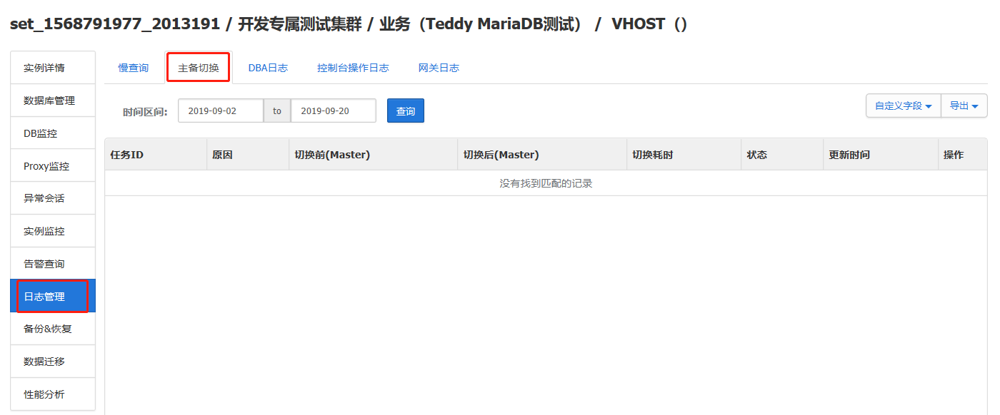 set_1568791977_2013191 / 开发专属测试集群 / 业务（Teddy MariaDB测试） / VHOST（）
实例详情
数据库管理
DB监控
Proxy监控
异常会话
实例监控
告警查询
日志管理
备份&恢复
数据迁移
性能分析
慢查询 主备切换 DBA日志 控制台操作日志 网关日志
时间区间: 2019-09-02 to 2019-09-20 查询 自定义字段 导出
任务ID 原因 切换前(Master) 切换后(Master) 切换耗时 状态 更新时间 操作
没有找到匹配的记录